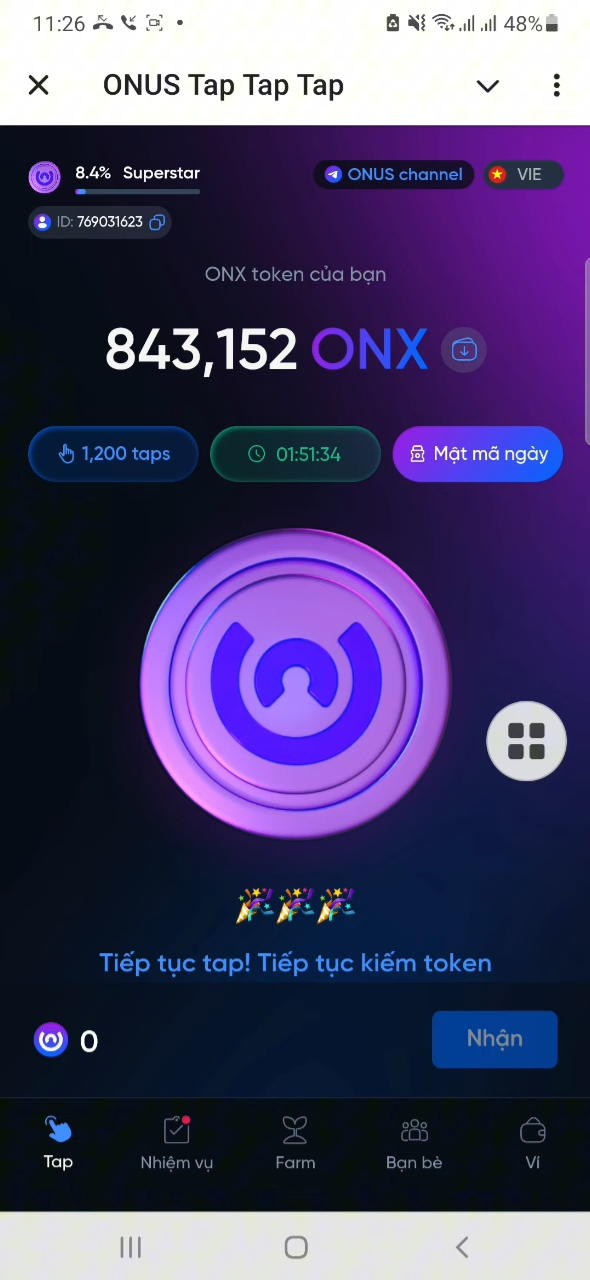 11:26
48%
ONUS Tap Tap Tap
8.4% Superstar
ONUS channel
VIE
ID: 769031623
ONX token của bạn
843,152 ONX
1,200 taps
01:51:34
Mật mã ngày
Tiếp tục tap! Tiếp tục kiếm token
0
Nhận
Tap
Nhiệm vụ
Farm
Bạn bè
Ví